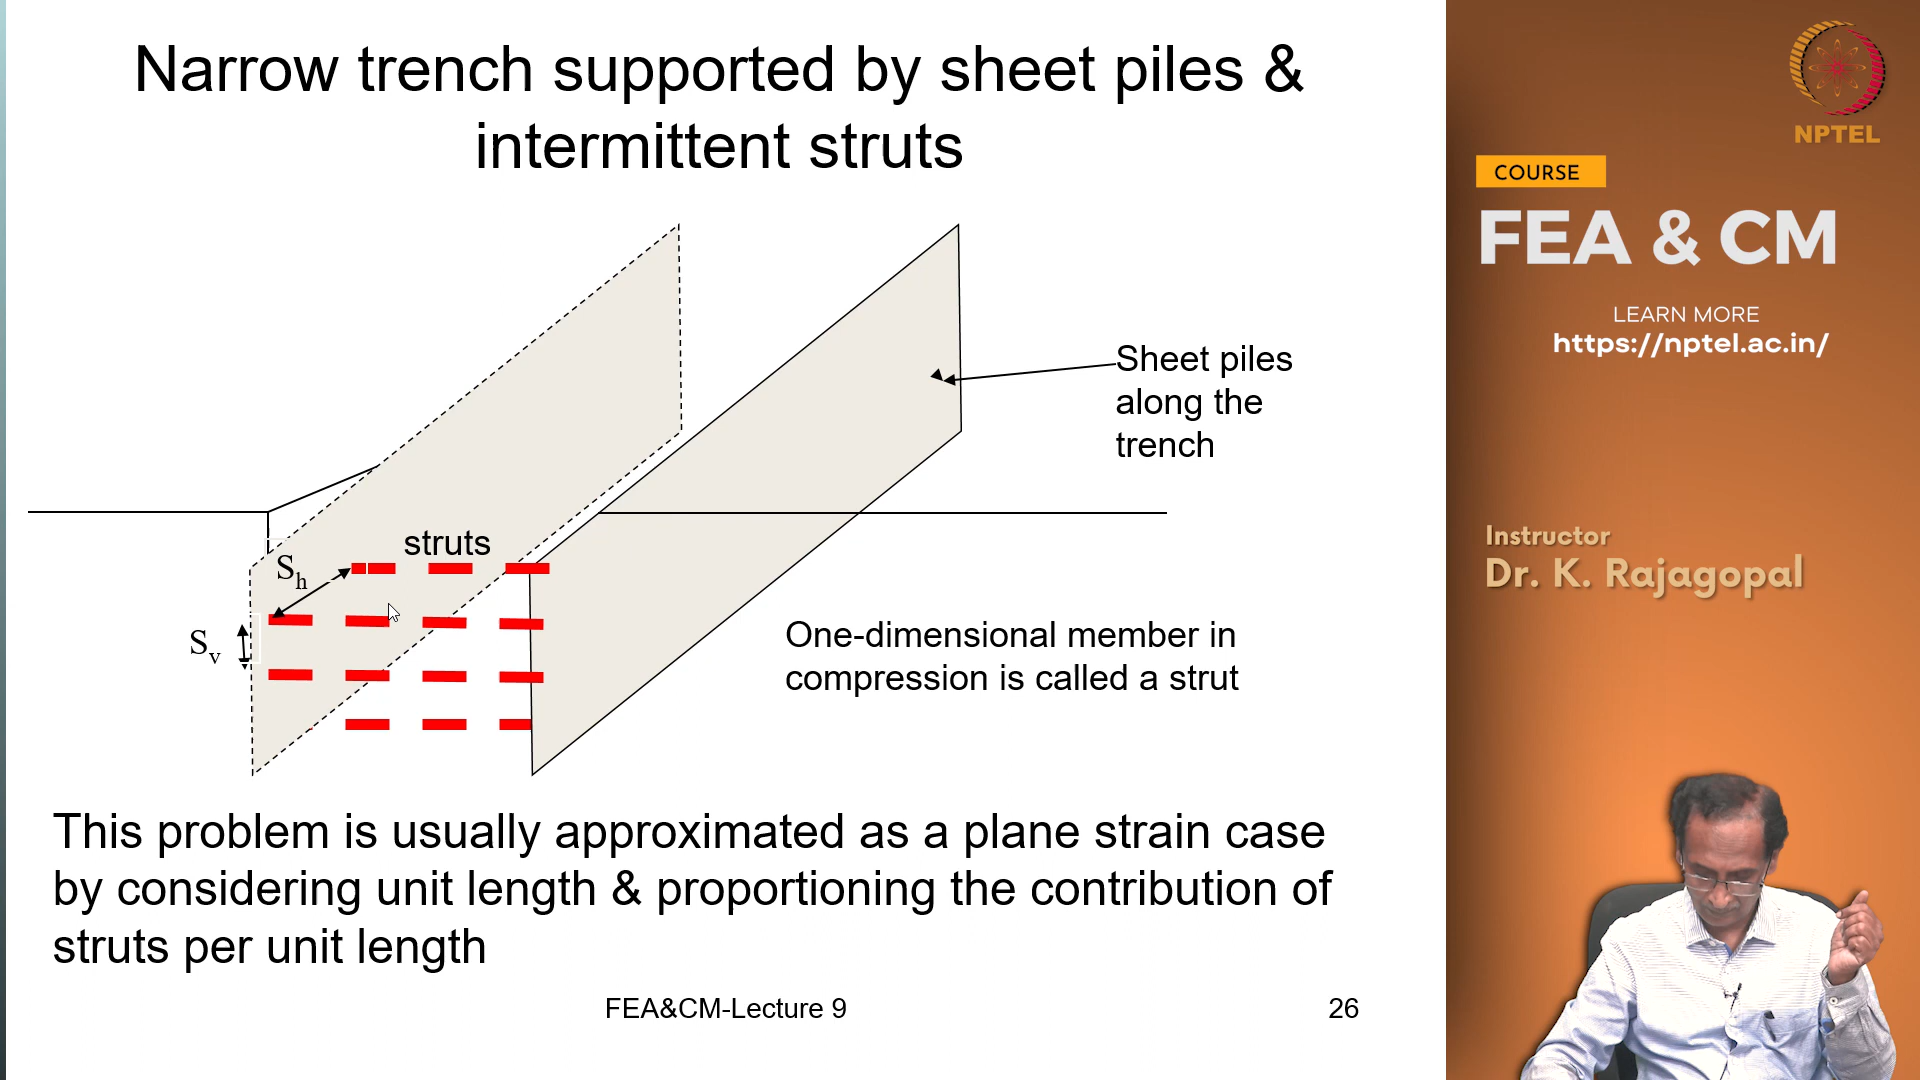 Narrow trench supported by sheet piles &
intermittent struts
Sheet piles
along the
trench
struts
Sh
Sv
One-dimensional member in
compression is called a strut
This problem is usually approximated as a plane strain case
by considering unit length & proportioning the contribution of
struts per unit length
FEA&CM-Lecture 9
26
NPTEL
COURSE
FEA & CM
LEARN MORE
https://nptel.ac.in/
Instructor
Dr. K. Rajagopal